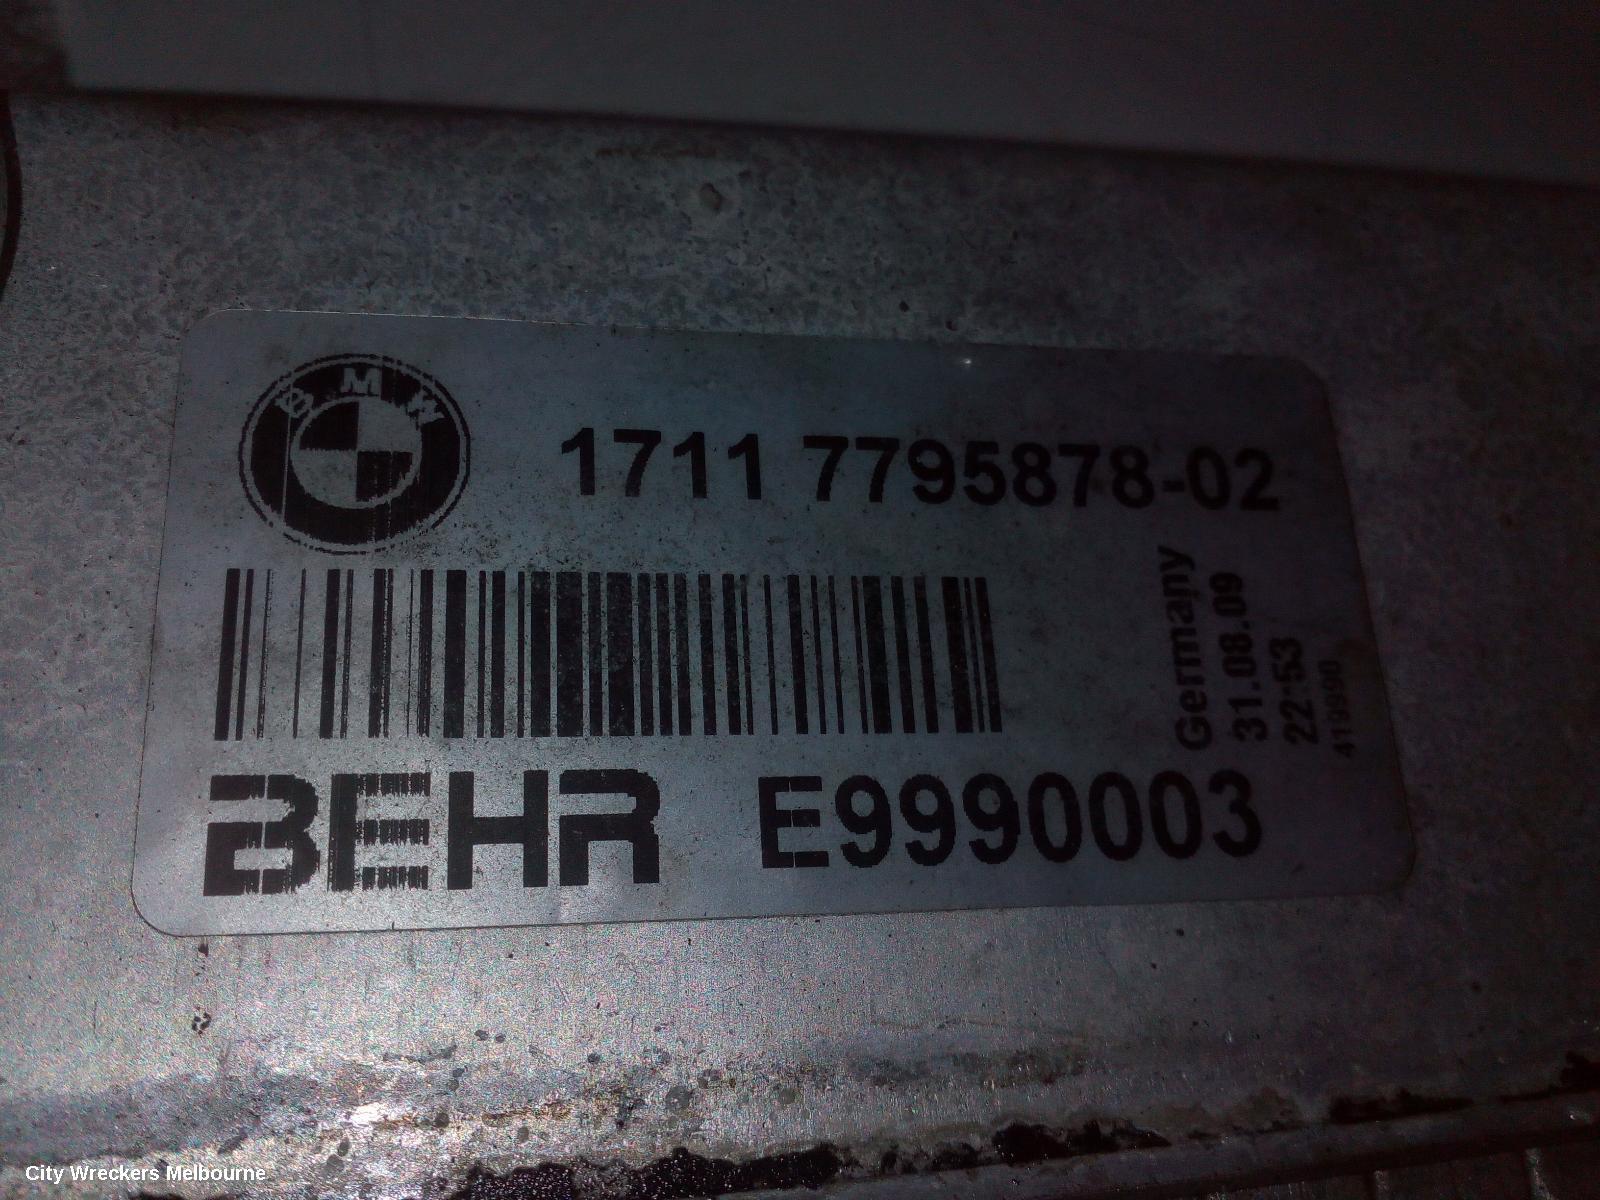 BMW
1711 7795878-02
Germany
31.08.09
22:53
419990
BEHR E9990003
City Wreckers Melbourne